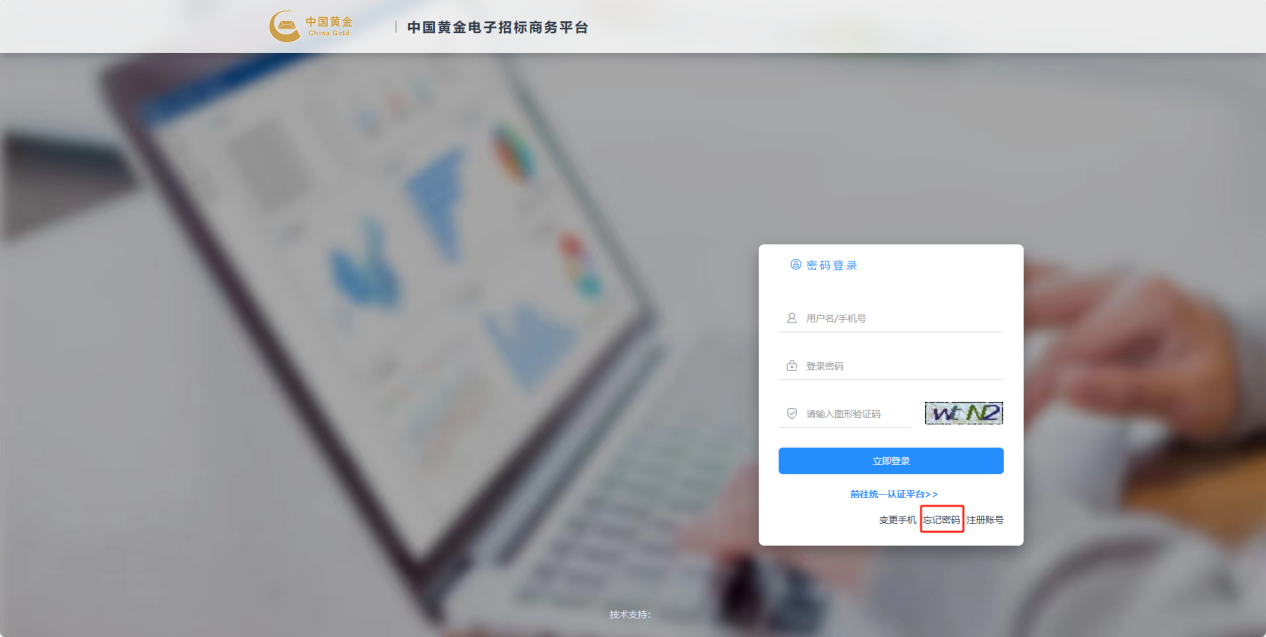 中国黄金
China Gold
中国黄金电子招标商务平台
密码登录
用户名/手机号
登录密码
请输入图形验证码
WCN2
立即登录
前往统一认证平台>>
变更手机 忘记密码 注册账号
技术支持: